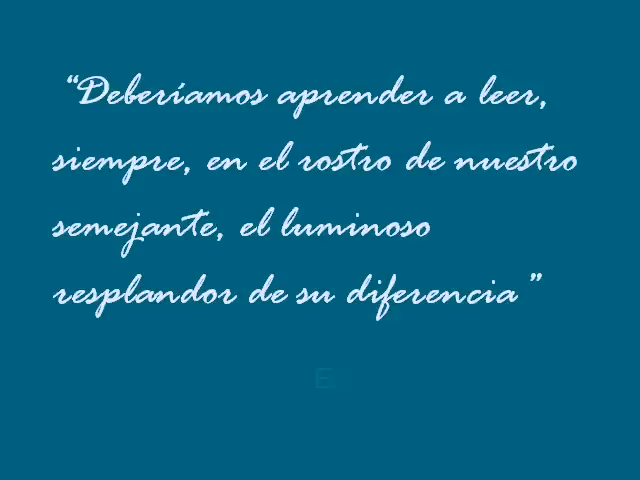 “Deberíamos aprender a leer,
siempre, en el rostro de nuestro
semejante, el luminoso
resplandor de su diferencia ”
E